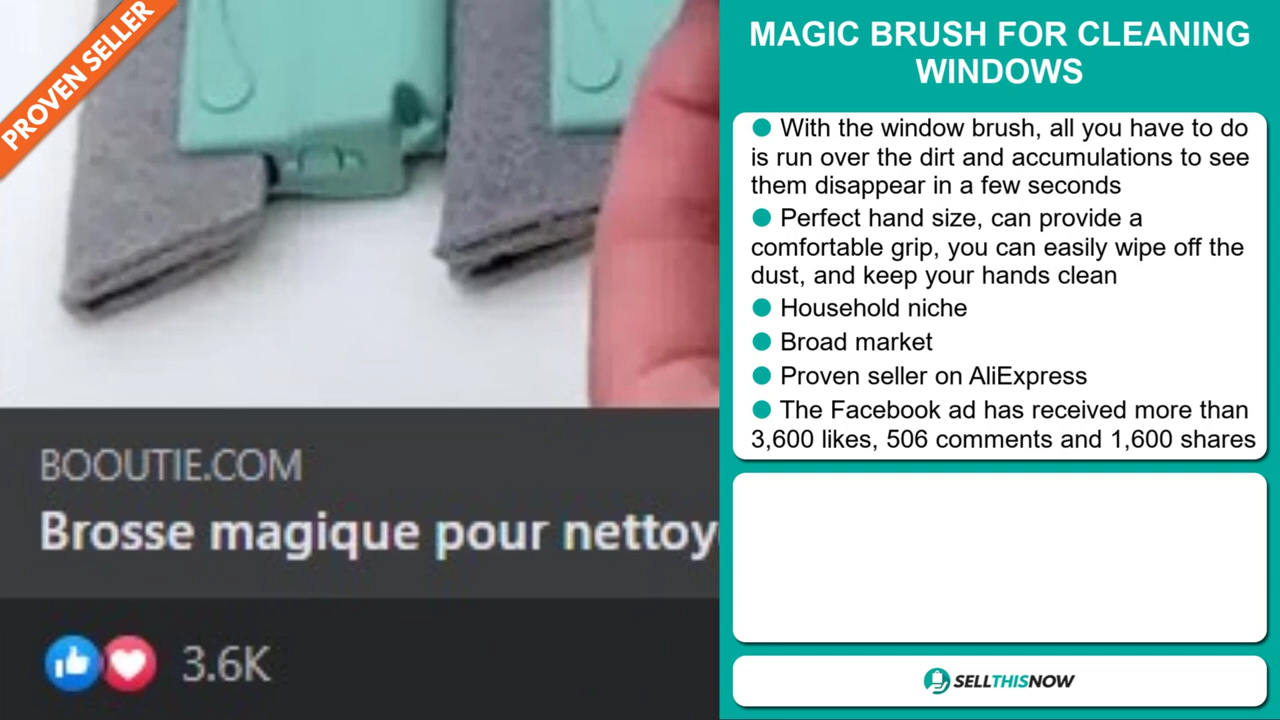 PROVEN SELLER
BOOUTIE.COM
Brosse magique pour nettoy
3.6K
MAGIC BRUSH FOR CLEANING
WINDOWS
● With the window brush, all you have to do
is run over the dirt and accumulations to see
them disappear in a few seconds
● Perfect hand size, can provide a
comfortable grip, you can easily wipe off the
dust, and keep your hands clean
● Household niche
● Broad market
● Proven seller on AliExpress
● The Facebook ad has received more than
3,600 likes, 506 comments and 1,600 shares
SELLTHISNOW